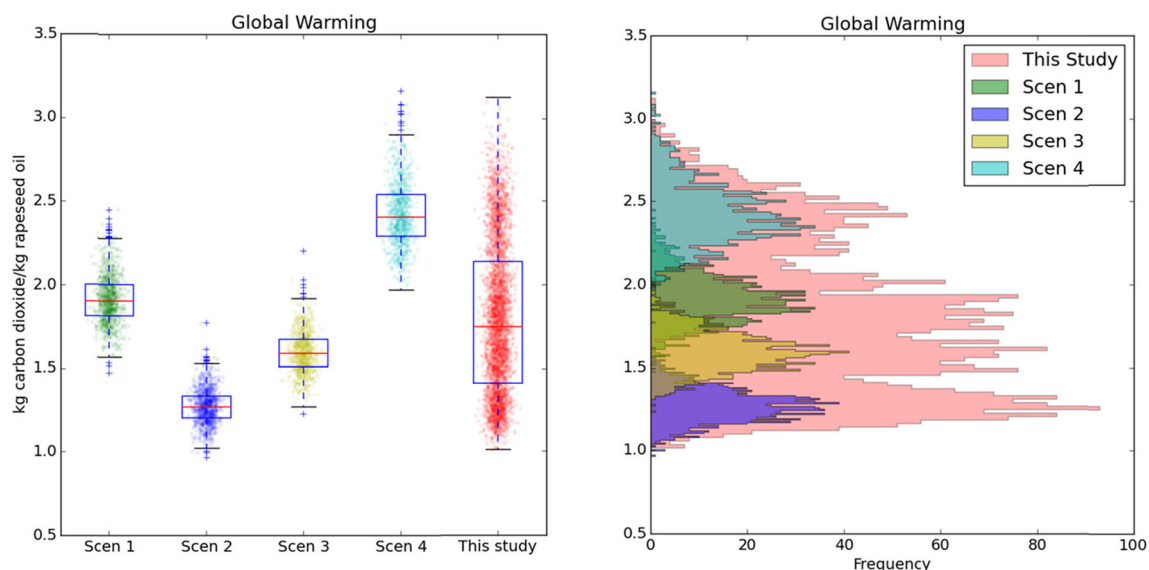 Global Warming
3.5
3.0
2.5
2.0
1.5
1.0
0.5
kg carbon dioxide/kg rapeseed oil
Scen 1 Scen 2 Scen 3 Scen 4 This study
Global Warming
3.5
3.0
2.5
2.0
1.5
1.0
0.5
This Study
Scen 1
Scen 2
Scen 3
Scen 4
0 20 40 60 80 100
Frequency